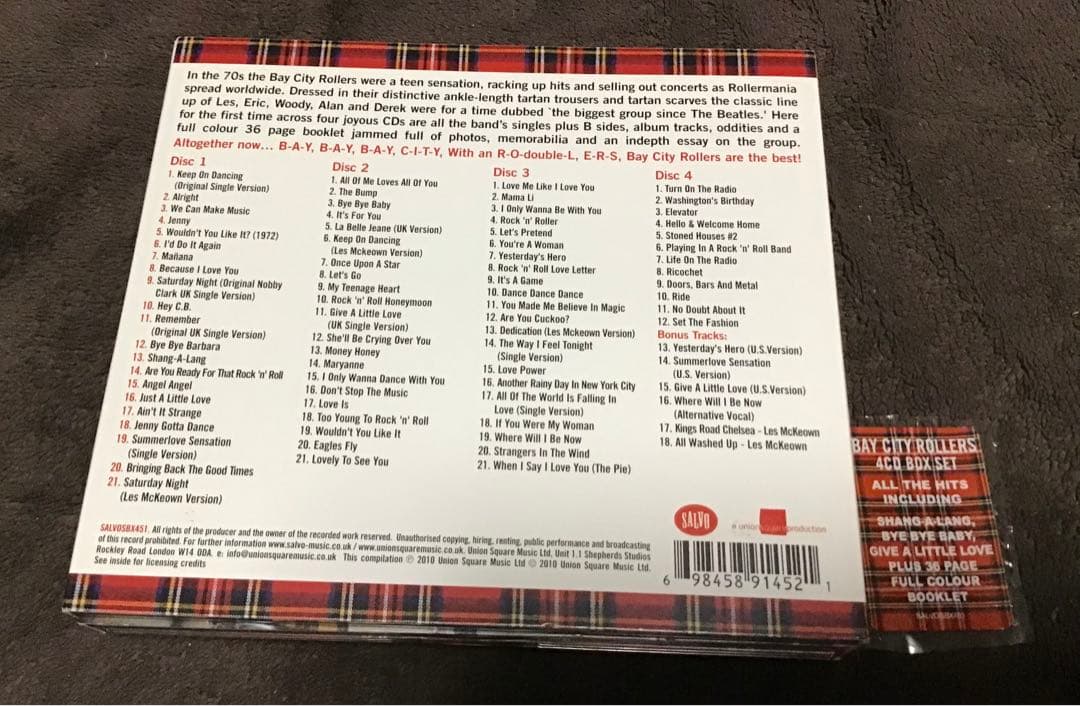 In the 70s the Bay City Rollers were a teen sensation, racking up hits and selling out concerts as Rollermania
spread worldwide. Dressed in their distinctive ankle-length tartan trousers and tartan scarves the classic line
up of Les, Eric, Woody, Alan and Derek were for a time dubbed `the biggest group since The Beatles.' Here
for the first time across four joyous CDs are all the band's singles plus B sides, album tracks, oddities and a
full colour 36 page booklet jammed full of photos, memorabilia and an indepth essay on the group.
Altogether now... B-A-Y, B-A-Y, B-A-Y, C-I-T-Y, With an R-O-double-L, E-R-S, Bay City Rollers are the best!
Disc 1
1. Keep On Dancing
(Original Single Version)
2. Alright
3. We Can Make Music
4. Jenny
5. Wouldn't You Like It? (1972)
6. I'd Do It Again
7. Mañana
8. Because I Love You
9. Saturday Night (Original Nobby
Clark UK Single Version)
10. Hey C.B.
11. Remember
(Original UK Single Version)
12. Bye Bye Barbara
13. Shang-A-Lang
14. Are You Ready For That Rock 'n' Roll
15. Angel Angel
16. Just A Little Love
17. Ain't It Strange
18. Jenny Gotta Dance
19. Summerlove Sensation
(Single Version)
20. Bringing Back The Good Times
21. Saturday Night
(Les McKeown Version)
Disc 2
1. All Of Me Loves All Of You
2. The Bump
3. Bye Bye Baby
4. It's For You
5. La Belle Jeane (UK Version)
6. Keep On Dancing
(Les Mckeown Version)
7. Once Upon A Star
8. Let's Go
9. My Teenage Heart
10. Rock 'n' Roll Honeymoon
11. Give A Little Love
(UK Single Version)
12. She'll Be Crying Over You
13. Money Honey
14. Maryanne
15. I Only Wanna Dance With You
16. Don't Stop The Music
17. Love Is
18. Too Young To Rock 'n' Roll
19. Wouldn't You Like It
20. Eagles Fly
21. Lovely To See You
Disc 3
1. Love Me Like I Love You
2. Mama Li
3. I Only Wanna Be With You
4. Rock 'n' Roller
5. Let's Pretend
6. You're A Woman
7. Yesterday's Hero
8. Rock 'n' Roll Love Letter
9. It's A Game
10. Dance Dance Dance
11. You Made Me Believe In Magic
12. Are You Cuckoo?
13. Dedication (Les Mckeown Version)
14. The Way I Feel Tonight
(Single Version)
15. Love Power
16. Another Rainy Day In New York City
17. All Of The World Is Falling In
Love (Single Version)
18. If You Were My Woman
19. Where Will I Be Now
20. Strangers In The Wind
21. When I Say I Love You (The Pie)
Disc 4
1. Turn On The Radio
2. Washington's Birthday
3. Elevator
4. Hello & Welcome Home
5. Stoned Houses #2
6. Playing In A Rock 'n' Roll Band
7. Life On The Radio
8. Ricochet
9. Doors, Bars And Metal
10. Ride
11. No Doubt About It
12. Set The Fashion
Bonus Tracks:
13. Yesterday's Hero (U.S.Version)
14. Summerlove Sensation
(U.S. Version)
15. Give A Little Love (U.S.Version)
16. Where Will I Be Now
(Alternative Vocal)
17. Kings Road Chelsea - Les McKeown
18. All Washed Up - Les McKeown
SALVO
a union square production
SALVOSBX451. All rights of the producer and the owner of the recorded work reserved. Unauthorised copying, hiring, renting, public performance and broadcasting
of this record prohibited. For further information www.salvo-music.co.uk / www.unionsquaremusic.co.uk. Union Square Music Ltd, Unit 1.1 Shepherds Studios
Rockley Road London W14 0DA. e: info@unionsquaremusic.co.uk This compilation ℗ 2010 Union Square Music Ltd © 2010 Union Square Music Ltd.
See inside for licensing credits
6 98458 91452 1
BAY CITY ROLLERS
4CD BOX SET
ALL THE HITS
INCLUDING
SHANG-A-LANG,
BYE BYE BABY,
GIVE A LITTLE LOVE
PLUS 36 PAGE
FULL COLOUR
BOOKLET